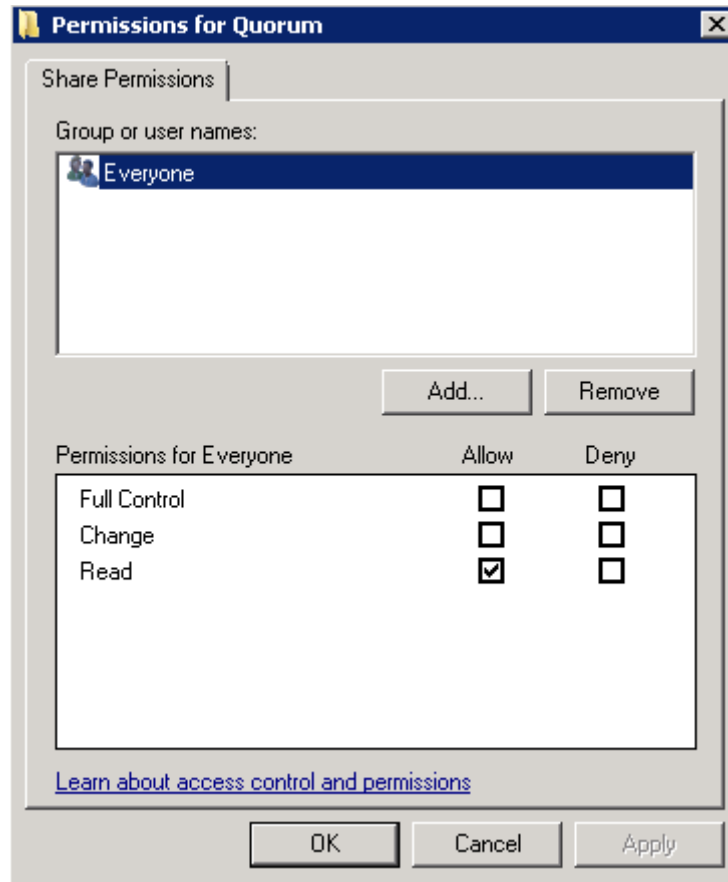 Permissions for Quorum
Share Permissions
Group or user names:
Everyone
Add... Remove
Permissions for Everyone Allow Deny
Full Control
Change
Read
Learn about access control and permissions
OK Cancel Apply